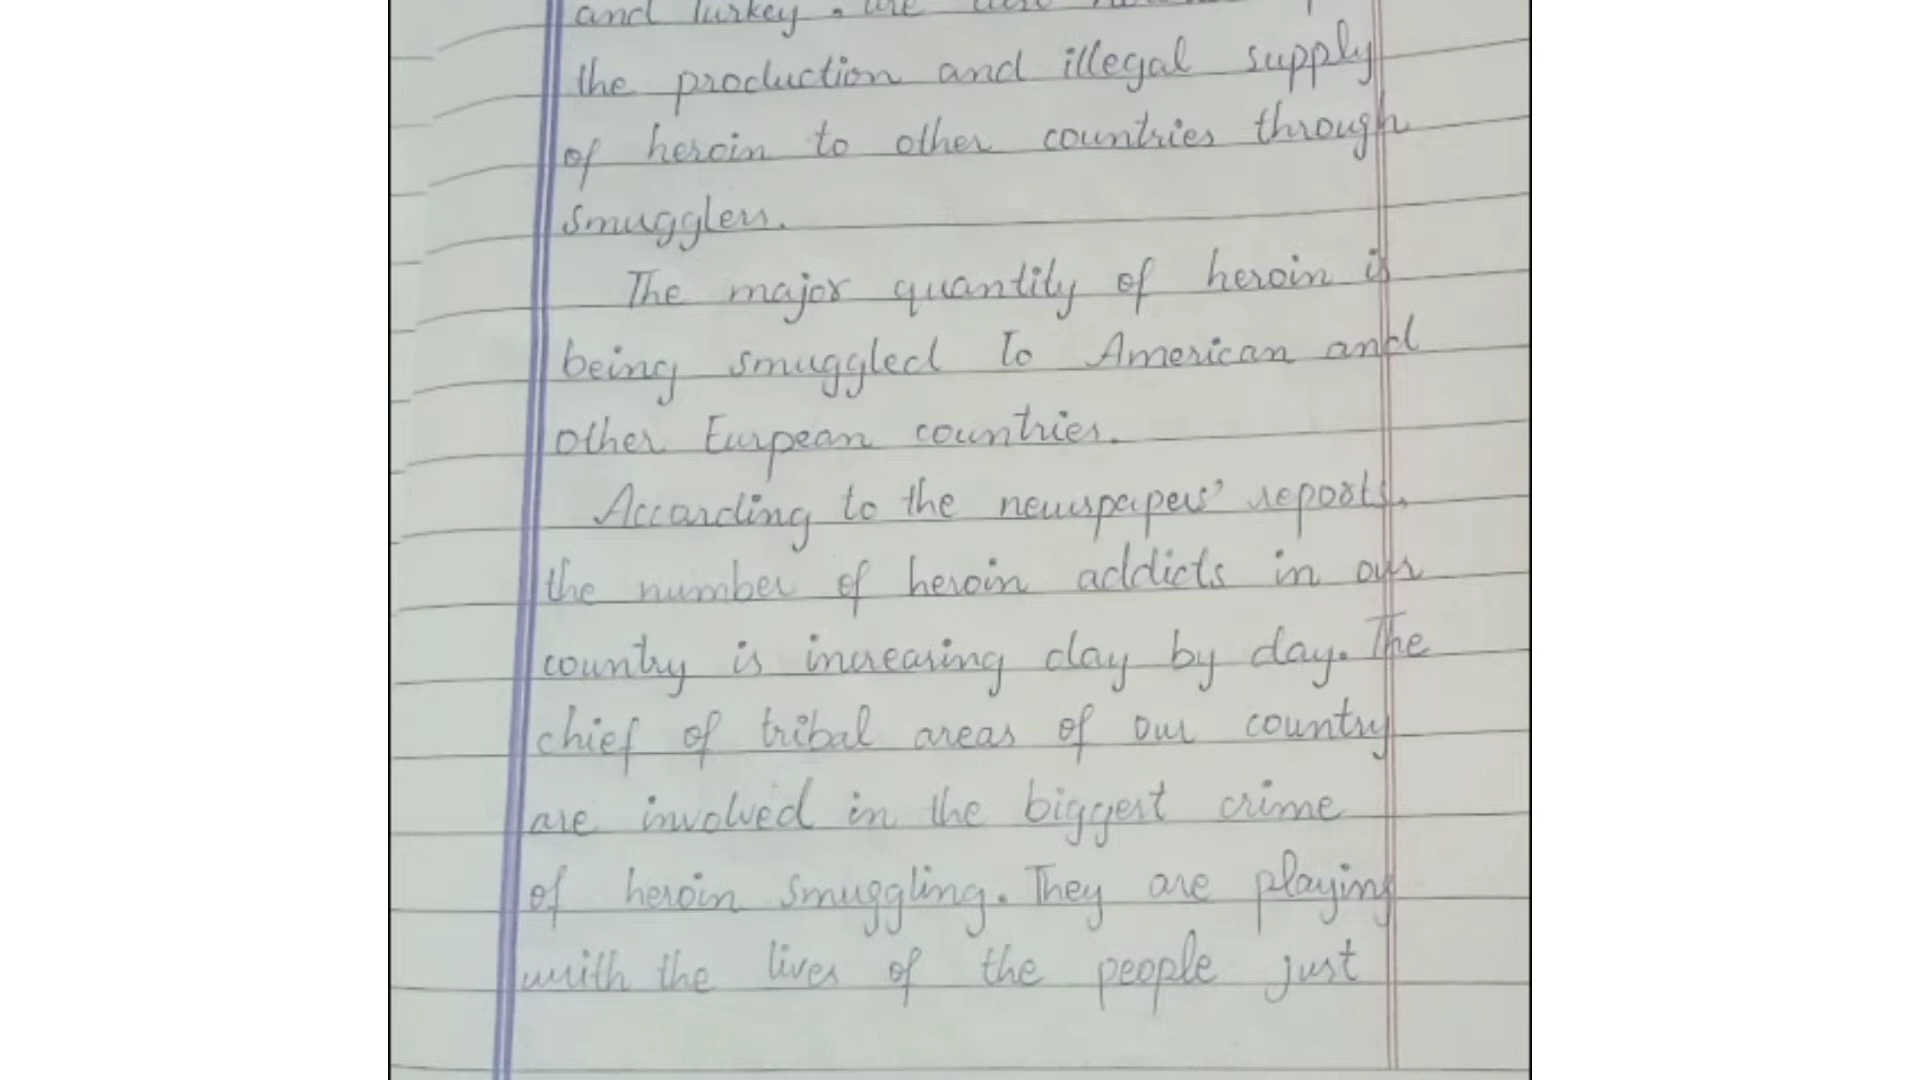 and Turkey. are
the production and illegal supply
of heroin to other countries through
smugglers.
The major quantity of heroin is
being smuggled to American and
other Eurpean countries.
According to the newspapers' reports,
the number of heroin addicts in our
country is increasing day by day. The
chief of tribal areas of our country
are involved in the biggest crime
of heroin smuggling. They are playing
with the lives of the people just